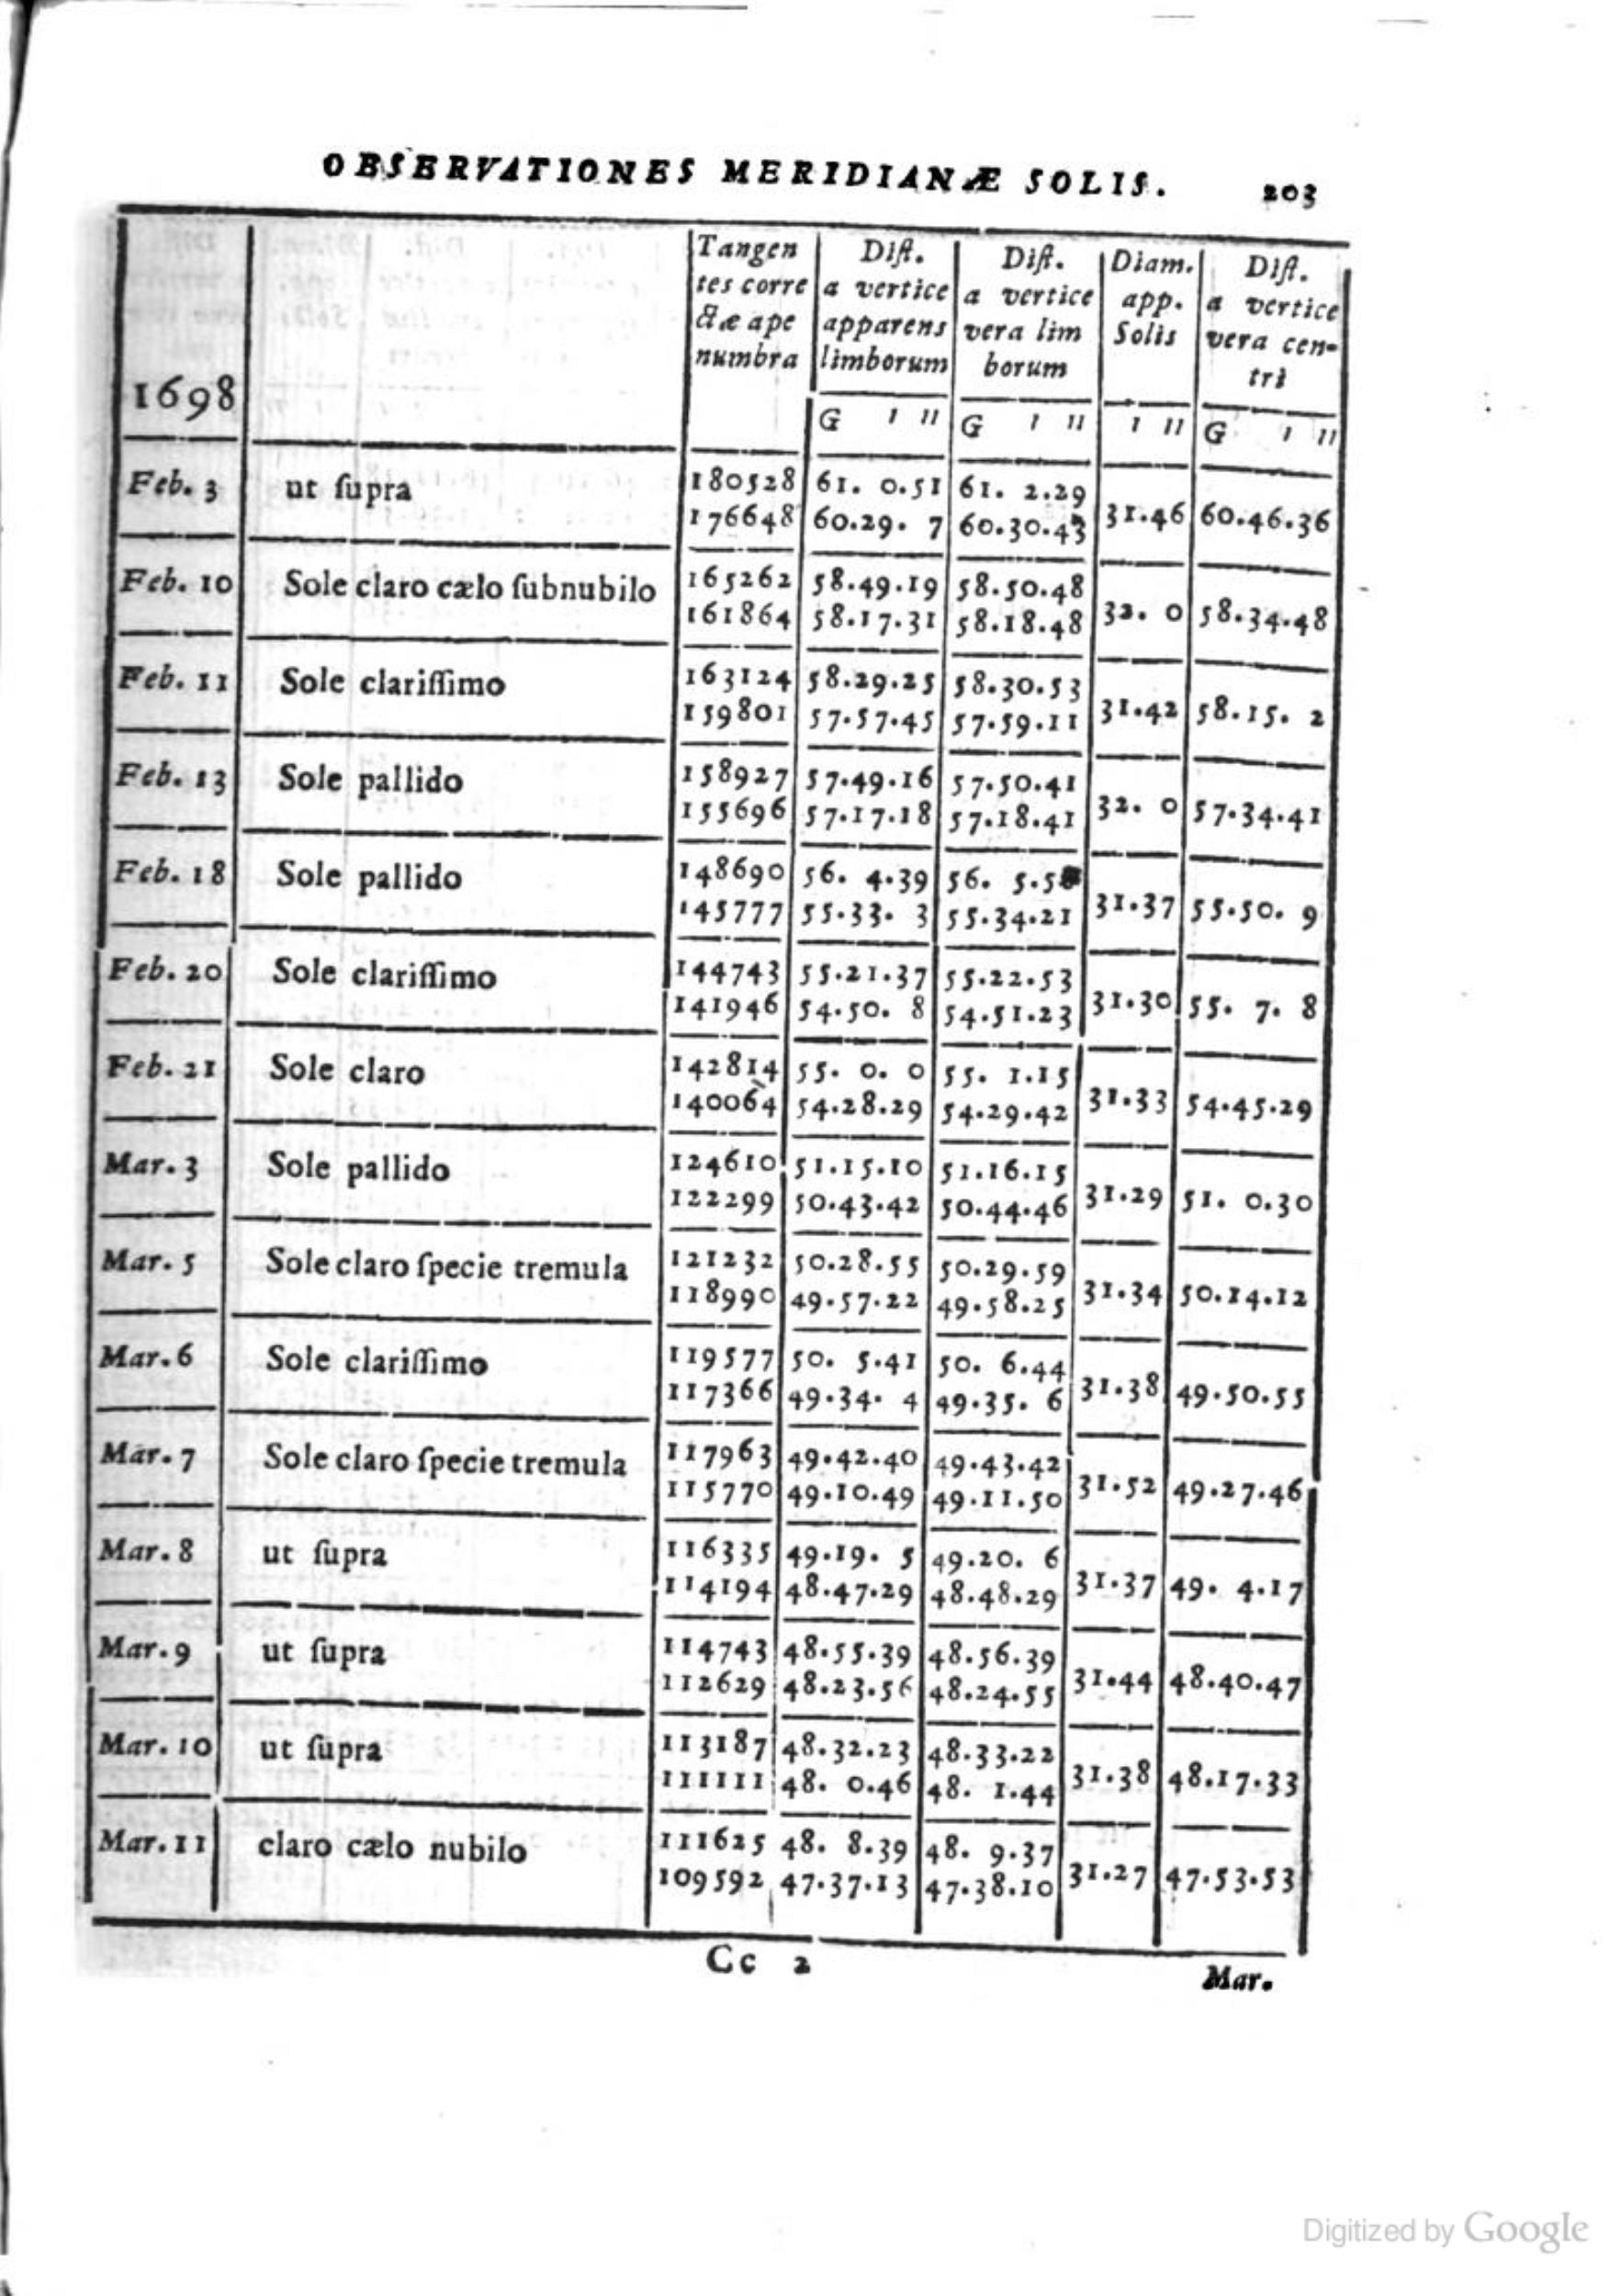 OBSERVATIONES MERIDIANÆ SOLIS. 203
1698
Tangen
tes corre
ctæ ape
numbra
Dist.
a vertice
apparens
limborum
Dist.
a vertice
vera lim
borum
Diam.
app.
Solis
Dist.
a vertice
vera cen-
tri
G ı ıı G ı ıı ı ıı G ı ıı
Feb. 3 ut ſupra 180528 61. 0.51 61. 2.29
176648 60.29. 7 60.30.43 31.46 60.46.36
Feb. 10 Sole claro cælo ſubnubilo 165262 58.49.19 58.50.48
161864 58.17.31 58.18.48 32. 0 58.34.48
Feb. 11 Sole clariſſimo 163124 58.29.25 58.30.53
159801 57.57.45 57.59.11 31.42 58.15. 2
Feb. 13 Sole pallido 158927 57.49.16 57.50.41
155696 57.17.18 57.18.41 32. 0 57.34.41
Feb. 18 Sole pallido 148690 56. 4.39
145777 55.33. 3 55.34.21 31.37 55.50. 9
Feb. 20 Sole clariſſimo 144743 55.21.37 55.22.53
141946 54.50. 8 54.51.23 31.30 55. 7. 8
Feb. 21 Sole claro 142814 55. 0. 0 55. 1.15
140064 54.28.29 54.29.42 31.33 54.45.29
Mar. 3 Sole pallido 124610 51.15.10 51.16.15
122299 50.43.42 50.44.46 31.29 51. 0.30
Mar. 5 Sole claro ſpecie tremula 121232 50.28.55 50.29.59
118990 49.57.22 49.58.25 31.34 50.14.12
Mar. 6 Sole clariſſimo 119577 50. 5.41 50. 6.44
117366 49.34. 4 49.35. 6 31.38 49.50.55
Mar. 7 Sole claro ſpecie tremula 117963 49.42.40 49.43.42
115770 49.10.49 49.11.50 31.52 49.27.46
Mar. 8 ut ſupra 116335 49.19. 5 49.20. 6
114194 48.47.29 48.48.29 31.37 49. 4.17
Mar. 9 ut ſupra 114743 48.55.39 48.56.39
112629 48.23.56 48.24.55 31.44 48.40.47
Mar. 10 ut ſupra 113187 48.32.23 48.33.22
111111 48. 0.46 48. 1.44 31.38 48.17.33
Mar. 11 claro cælo nubilo 111625 48. 8.39 48. 9.37
109592 47.37.13 47.38.10 31.27 47.53.53
Cc 2
Mar.
Digitized by Google